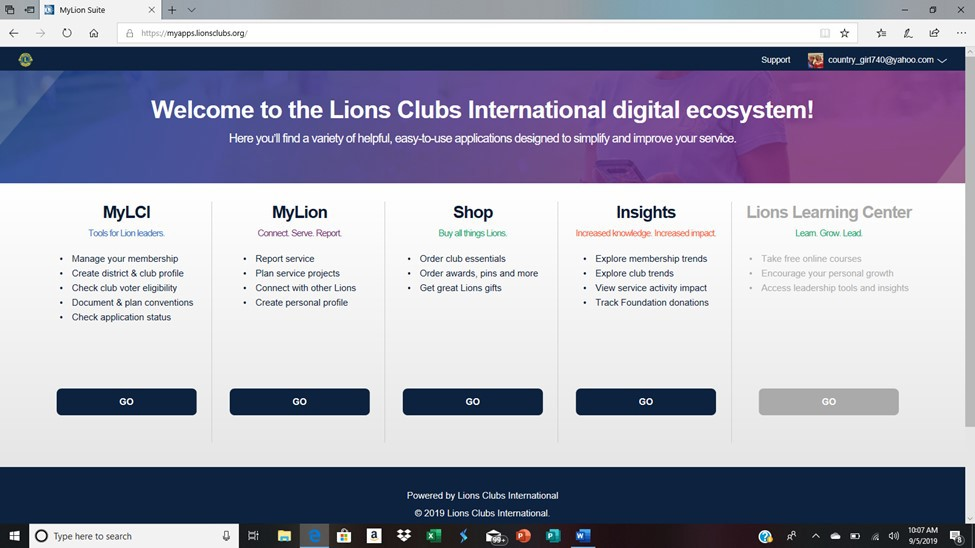 MyLion Suite
https://myapps.lionsclubs.org/
Support
country_girl740@yahoo.com
Welcome to the Lions Clubs International digital ecosystem!
Here you'll find a variety of helpful, easy-to-use applications designed to simplify and improve your service.
MyLCI
Tools for Lion leaders.
• Manage your membership
• Create district & club profile
• Check club voter eligibility
• Document & plan conventions
• Check application status
GO
MyLion
Connect. Serve. Report.
• Report service
• Plan service projects
• Connect with other Lions
• Create personal profile
GO
Shop
Buy all things Lions.
• Order club essentials
• Order awards, pins and more
• Get great Lions gifts
GO
Insights
Increased knowledge. Increased impact.
• Explore membership trends
• Explore club trends
• View service activity impact
• Track Foundation donations
GO
Lions Learning Center
Learn. Grow. Lead.
• Take free online courses
• Encourage your personal growth
• Access leadership tools and insights
GO
Powered by Lions Clubs International
© 2019 Lions Clubs International.
Type here to search
99+
10:07 AM
9/5/2019
8